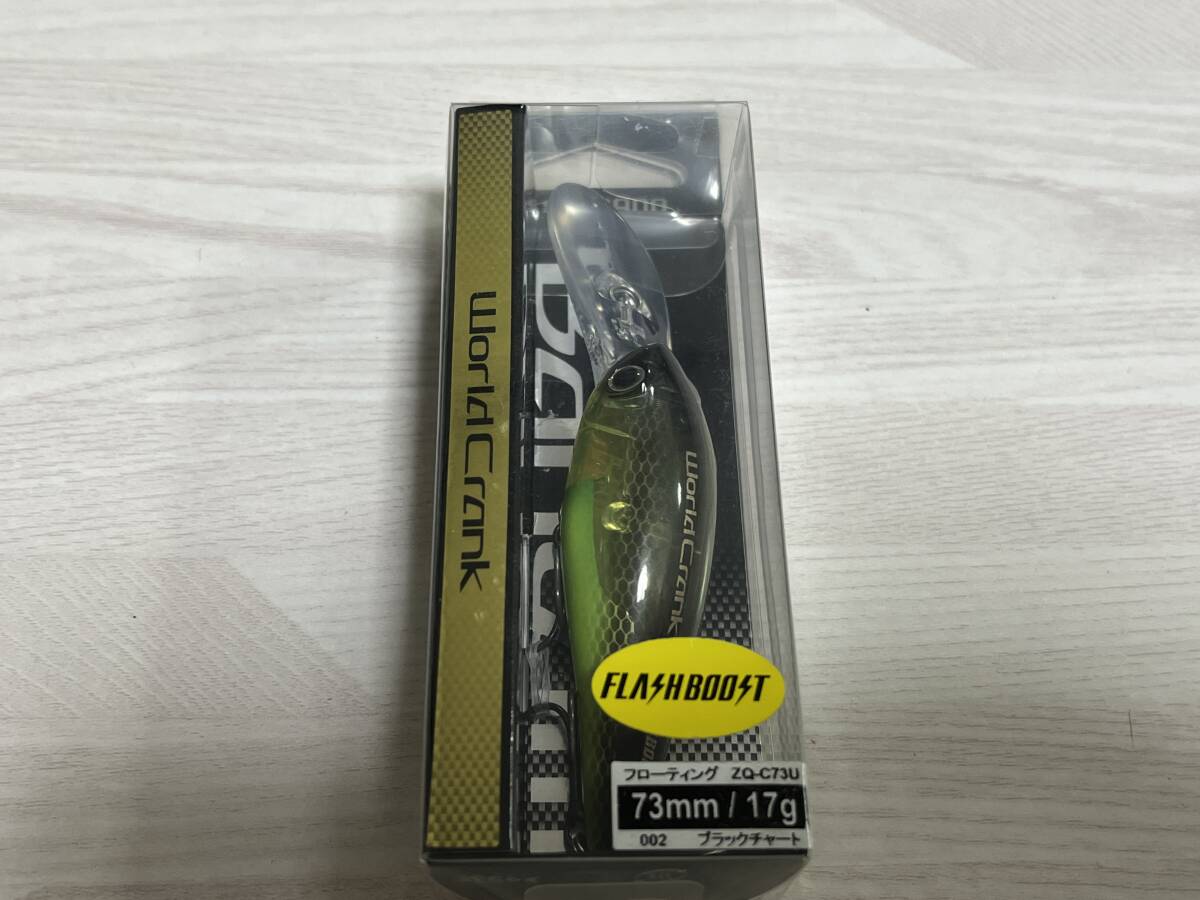 World Crank
World Crank
FLASHBOOST
フローティング ZQ-C73U
73mm / 17g
002 ブラックチャート